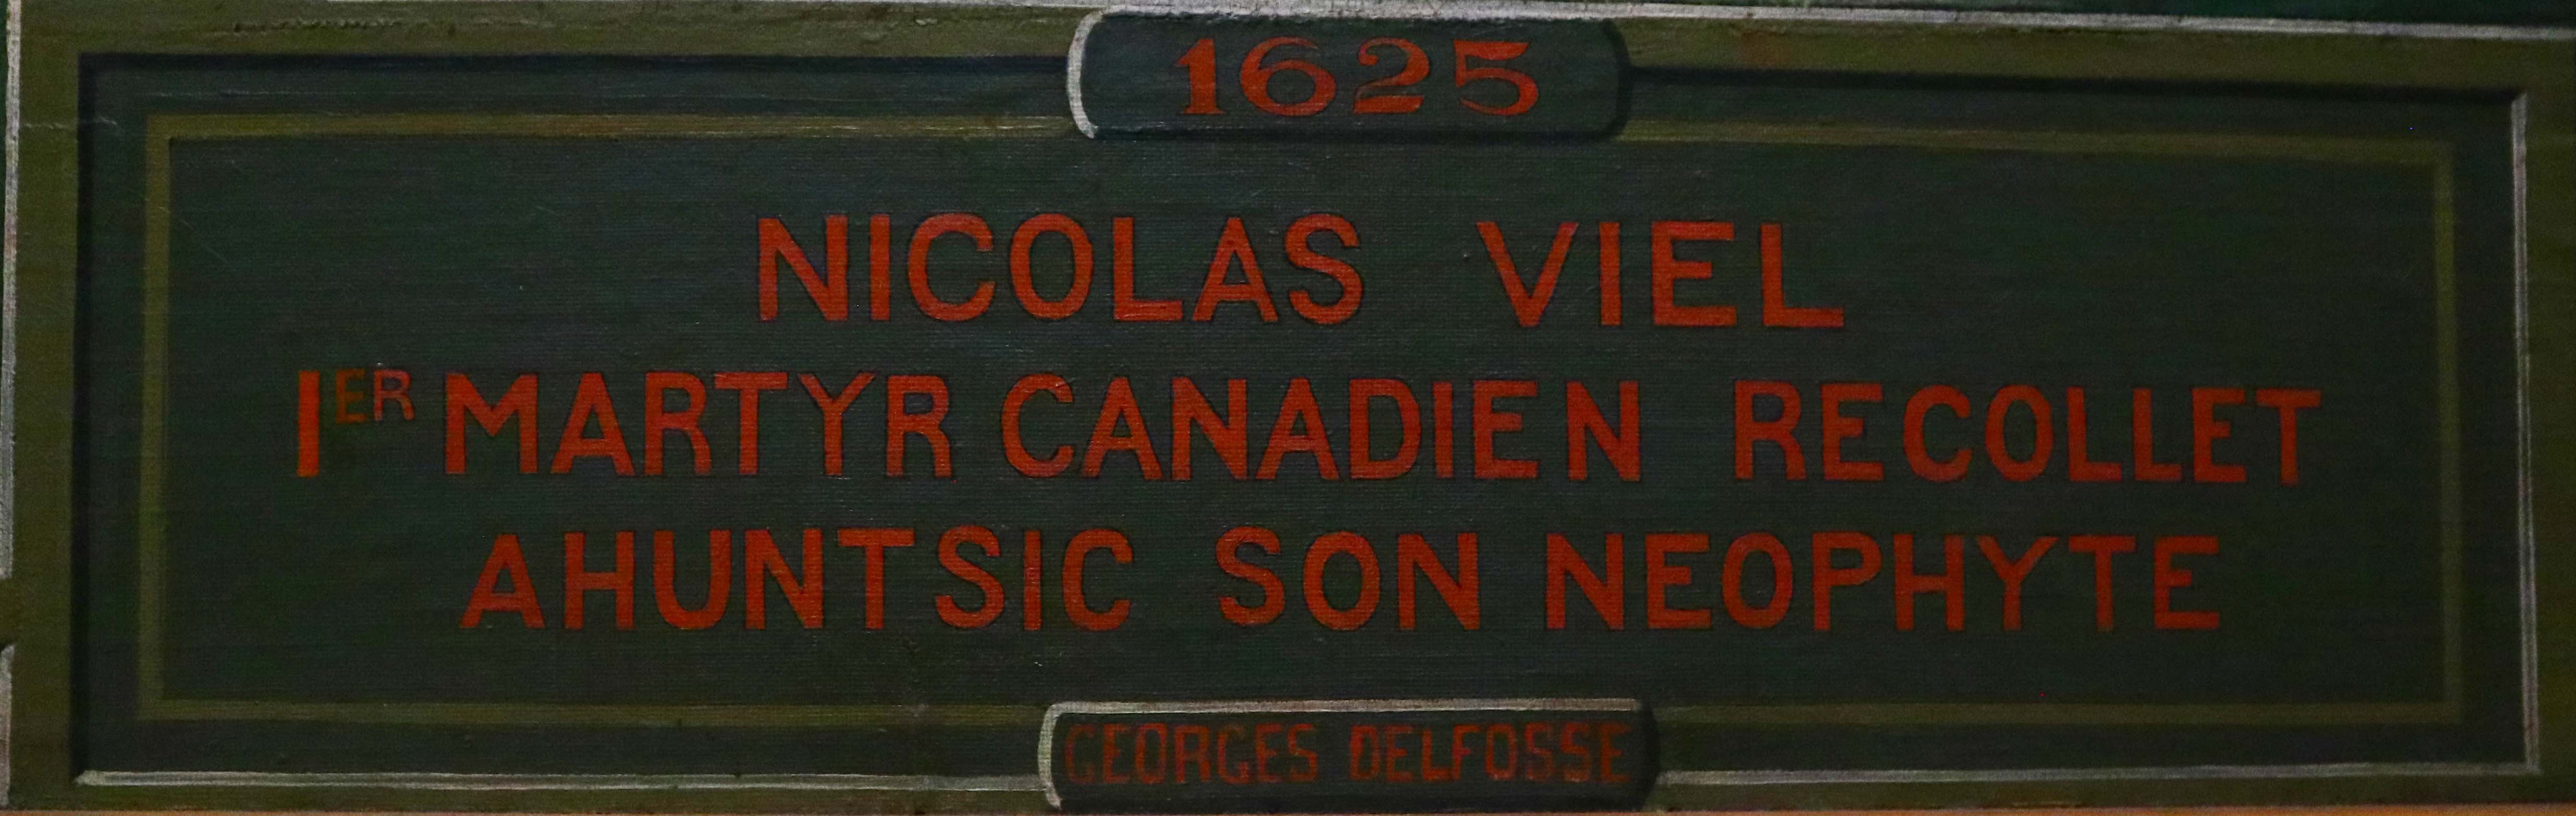 1625
NICOLAS VIEL
1ER MARTYR CANADIEN RECOLLET
AHUNTSIC SON NEOPHYTE
GEORGES DELFOSSE